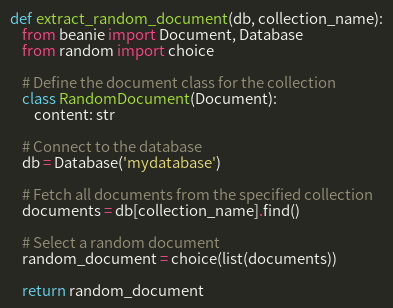 def extract_random_document(db, collection_name):
from beanie import Document, Database
from random import choice
# Define the document class for the collection
class RandomDocument(Document):
content: str
# Connect to the database
db = Database('mydatabase')
# Fetch all documents from the specified collection
documents = db[collection_name].find()
# Select a random document
random_document = choice(list(documents))
return random_document